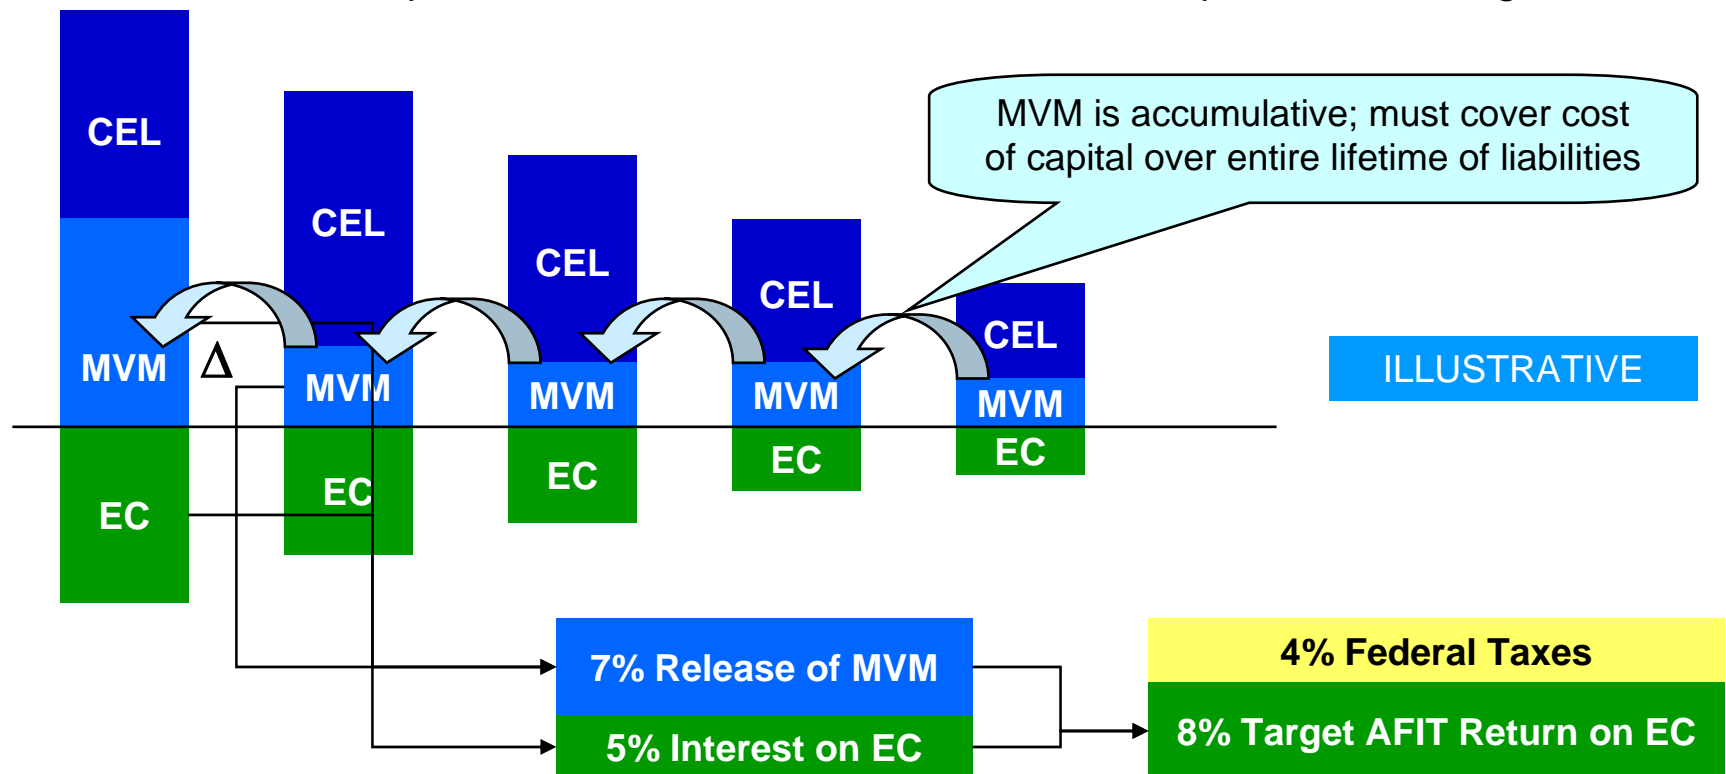 CEL
CEL
CEL
CEL
CEL
MVM is accumulative; must cover cost
of capital over entire lifetime of liabilities
MVM
Δ
MVM
MVM
MVM
MVM
ILLUSTRATIVE
EC
EC
EC
EC
EC
7% Release of MVM
5% Interest on EC
4% Federal Taxes
8% Target AFIT Return on EC